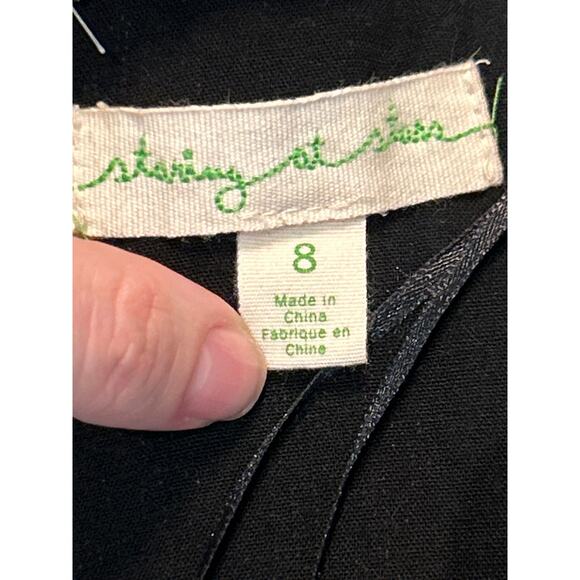 staring at stars
8
Made in
China
Fabrique en
Chine